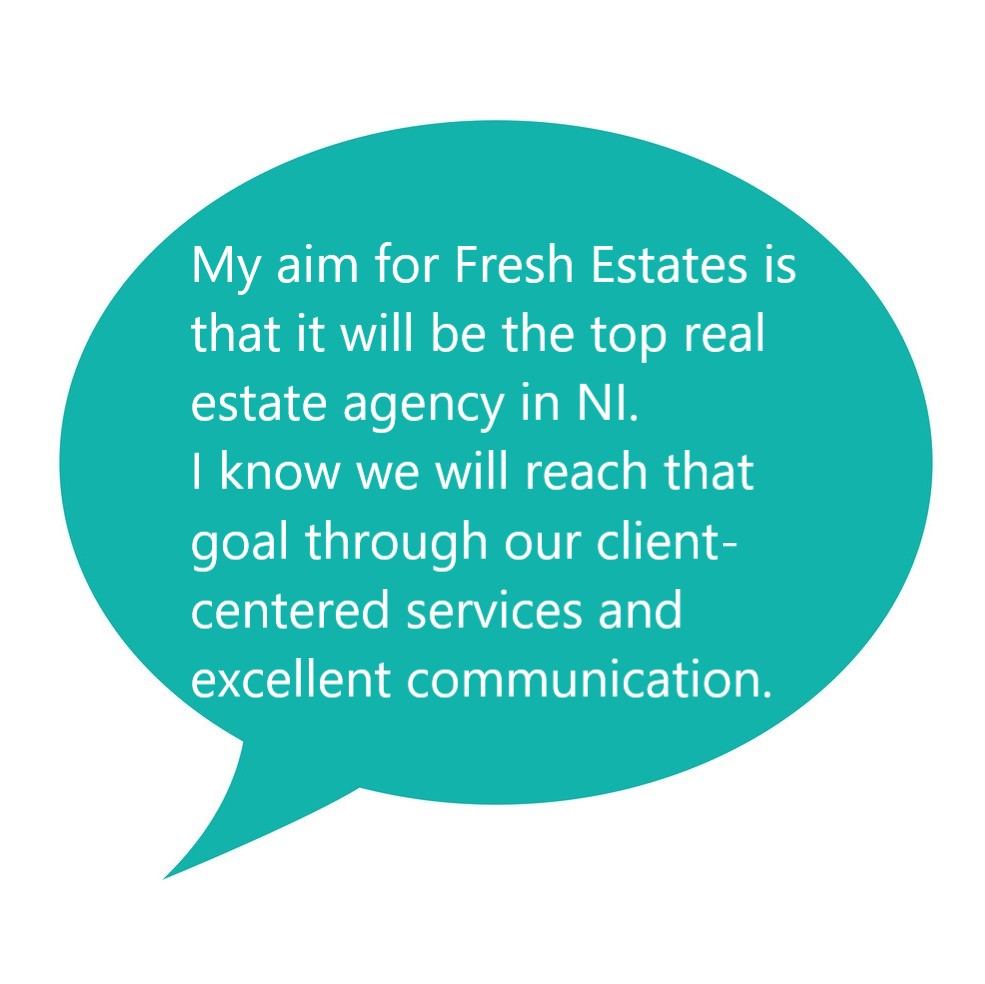 My aim for Fresh Estates is
that it will be the top real
estate agency in NI.
I know we will reach that
goal through our client-
centered services and
excellent communication.